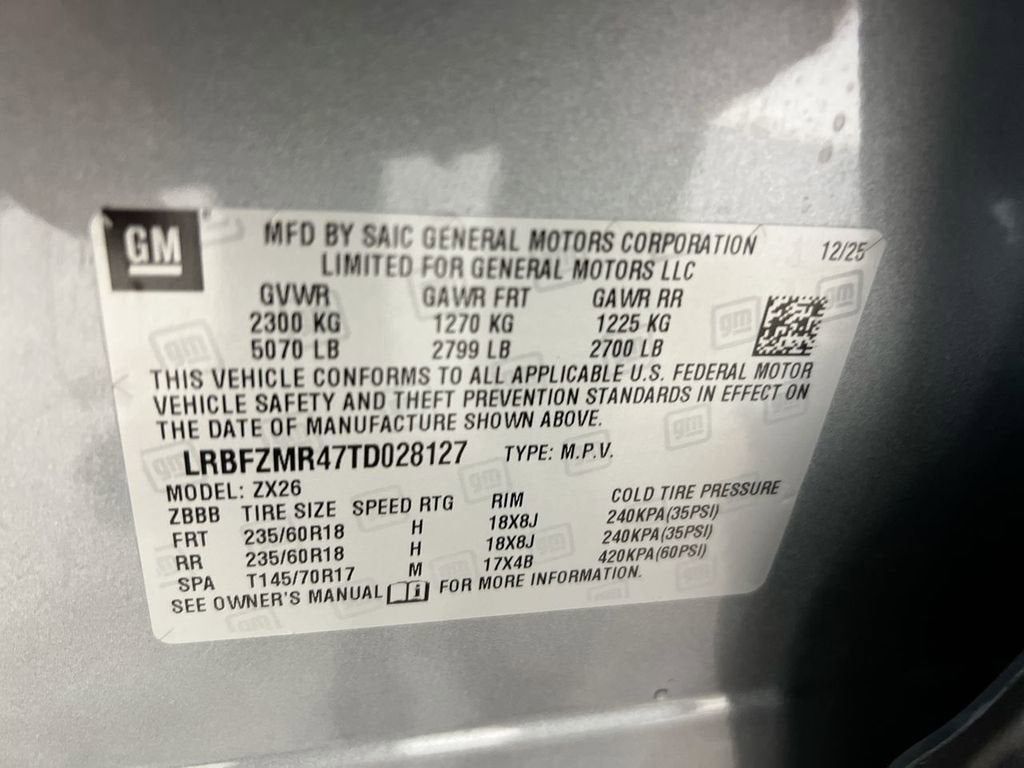 GM
MFD BY SAIC GENERAL MOTORS CORPORATION 12/25
LIMITED FOR GENERAL MOTORS LLC
GVWR GAWR FRT GAWR RR
2300 KG 1270 KG 1225 KG
5070 LB 2799 LB 2700 LB
THIS VEHICLE CONFORMS TO ALL APPLICABLE U.S. FEDERAL MOTOR
VEHICLE SAFETY AND THEFT PREVENTION STANDARDS IN EFFECT ON
THE DATE OF MANUFACTURE SHOWN ABOVE.
LRBFZMR47TD028127 TYPE: M.P.V.
MODEL: ZX26
ZBBB TIRE SIZE SPEED RTG RIM COLD TIRE PRESSURE
FRT 235/60R18 H 18X8J 240KPA(35PSI)
RR 235/60R18 H 18X8J 240KPA(35PSI)
SPA T145/70R17 M 17X4B 420KPA(60PSI)
SEE OWNER'S MANUAL i FOR MORE INFORMATION.